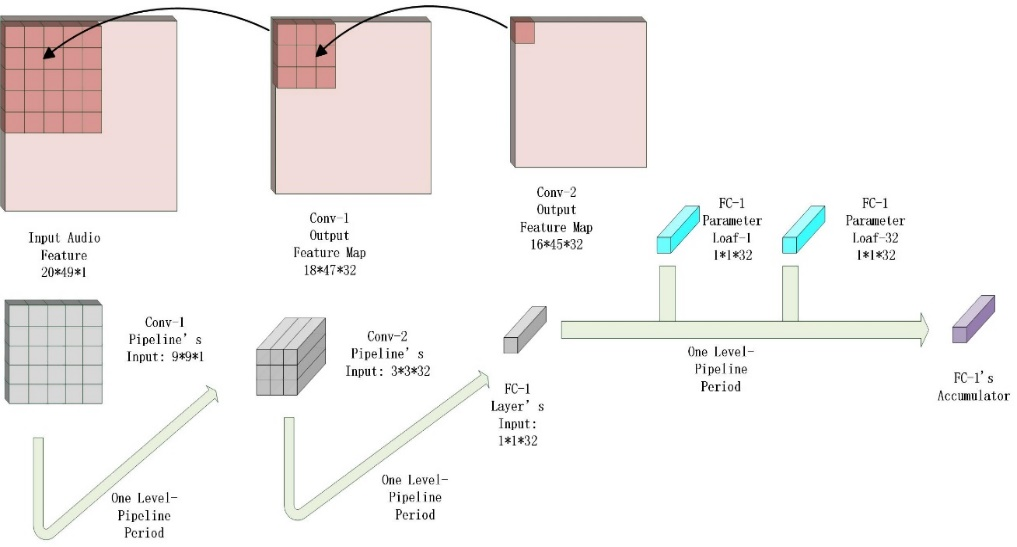 Input Audio
Feature
20*49*1
Conv-1
Output
Feature Map
18*47*32
Conv-2
Output
Feature Map
16*45*32
FC-1
Parameter
Loaf-1
1*1*32
FC-1
Parameter
Loaf-32
1*1*32
Conv-1
Pipeline's
Input: 9*9*1
Conv-2
Pipeline's
Input: 3*3*32
FC-1
Layer's
Input:
1*1*32
One Level-
Pipeline
Period
FC-1's
Accumulator
One Level-
Pipeline
Period
One Level-
Pipeline
Period